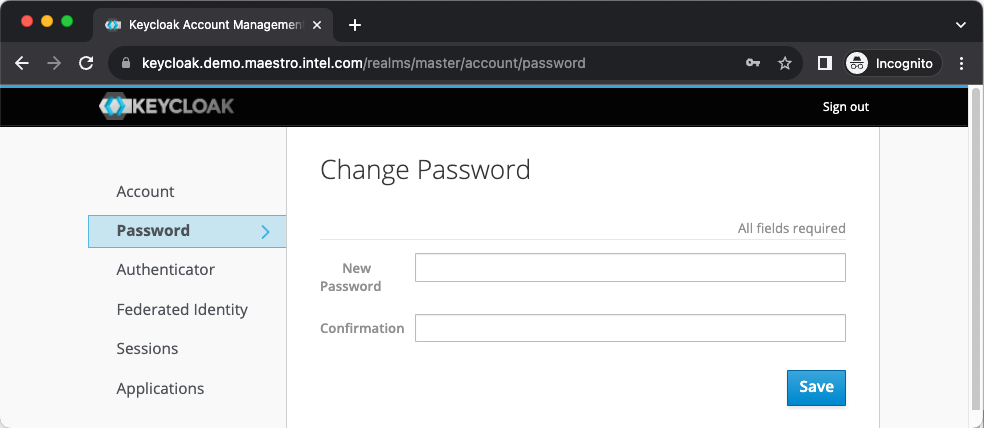 Keycloak Account Management
keycloak.demo.maestro.intel.com/realms/master/account/password
Incognito
KEYCLOAK
Sign out
Account
Password
Authenticator
Federated Identity
Sessions
Applications
Change Password
All fields required
New
Password
Confirmation
Save